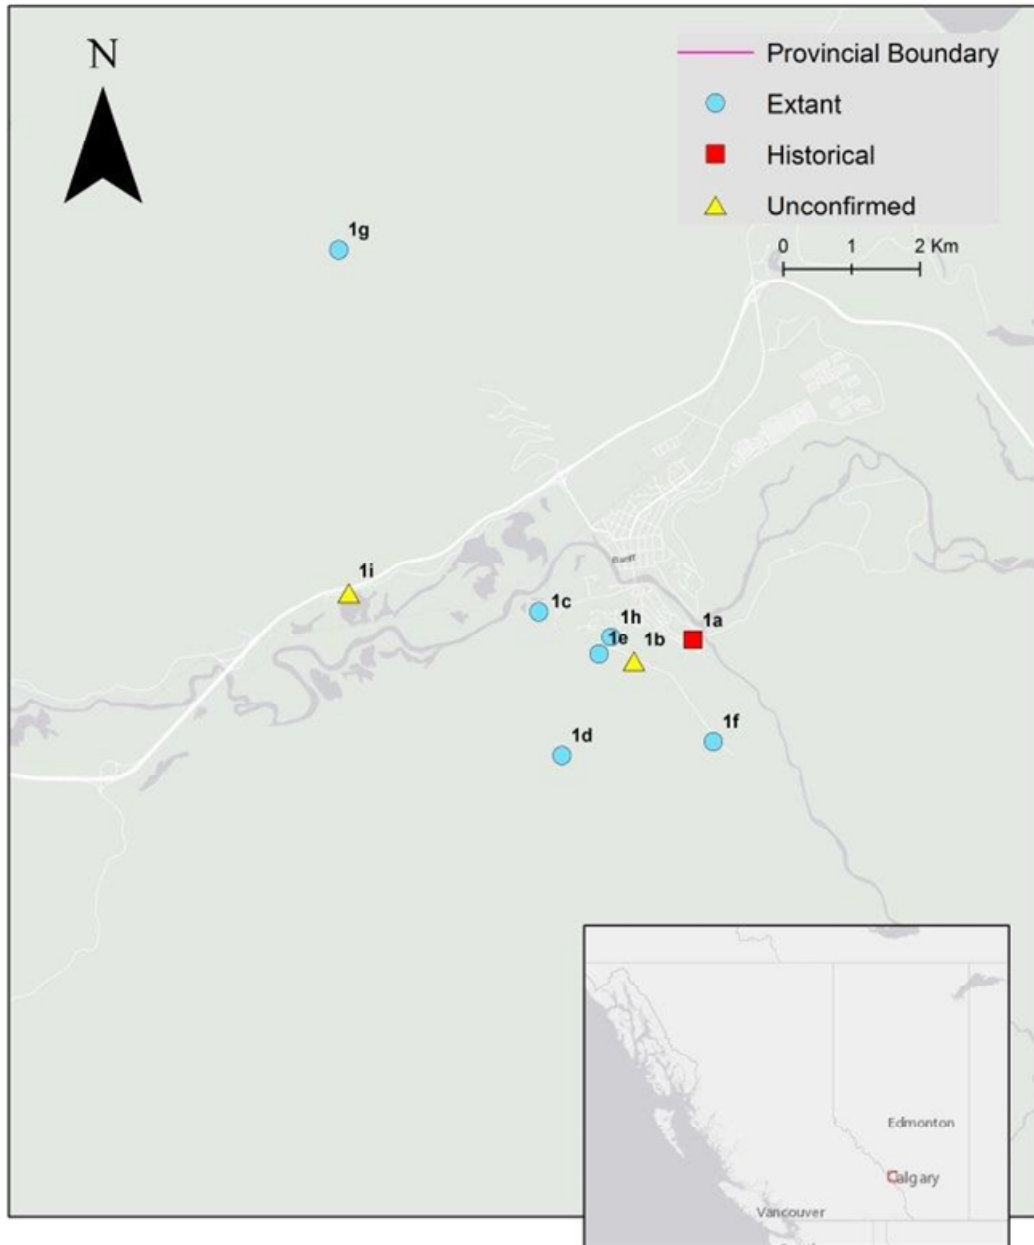 N
Provincial Boundary
Extant
Historical
Unconfirmed
0 1 2 Km
1g
1i
Banff
1c
1h
1a
1e
1b
1f
1d
Edmonton
Calgary
Vancouver